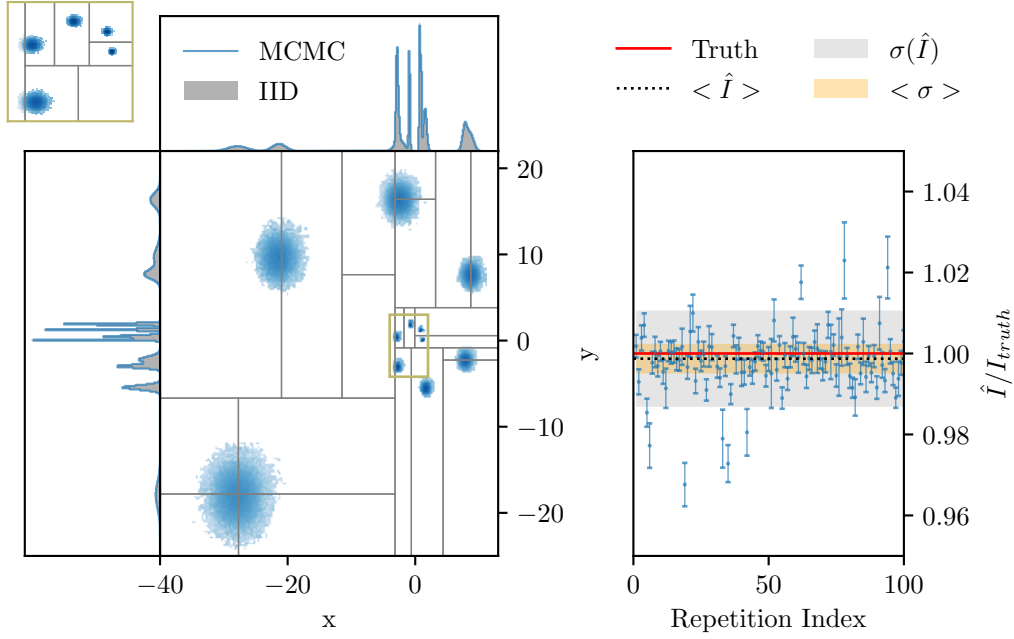 MCMC
IID
Truth
< Î >
σ(Î)
< σ >
20
10
0
−10
−20
y
−40
−20
0
x
1.04
1.02
1.00
0.98
0.96
Î/I_truth
0
50
100
Repetition Index